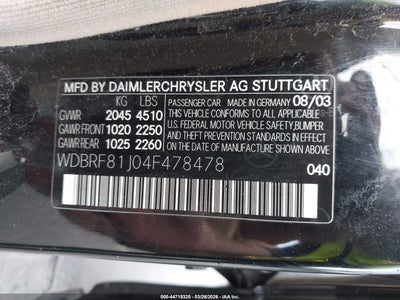 MFD BY DAIMLERCHRYSLER AG STUTTGART
KG LBS
GVWR 2045 4510
GAWR FRONT 1020 2250
GAWR REAR 1025 2260
PASSENGER CAR / MADE IN GERMANY 08/03
THIS VEHICLE CONFORMS TO ALL APPLICABLE
U.S. FEDERAL MOTOR VEHICLE SAFETY, BUMPER
AND THEFT PREVENTION STANDARDS IN EFFECT
ON THE DATE OF MANUFACTURE SHOWN ABOVE.
WDBRF81J04F478478
040
000-44718320 - 03/26/2026 - IAA